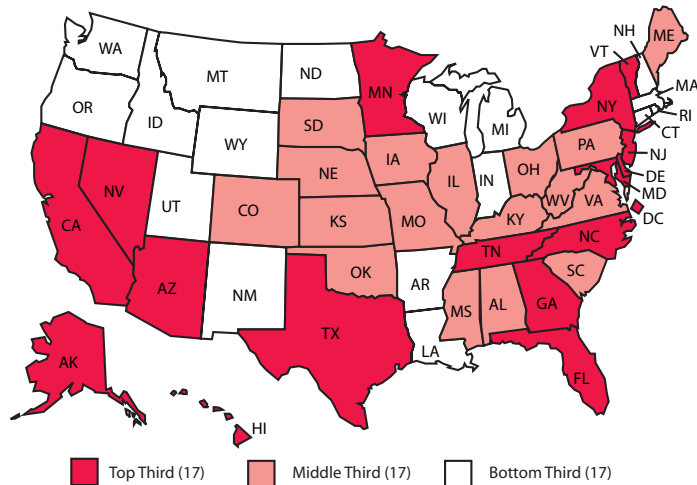 WA
MT
ND
MN
OR
ID
WY
SD
WI
MI
NH
VT
ME
MA
NY
RI
CT
NV
UT
CO
NE
IA
IL
IN
OH
PA
NJ
DE
MD
DC
CA
KS
MO
KY
WV
VA
AZ
NM
OK
AR
TN
NC
SC
TX
LA
MS
AL
GA
FL
AK
HI
Top Third (17)
Middle Third (17)
Bottom Third (17)